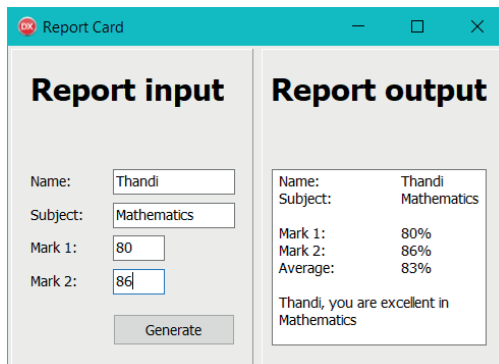 DX Report Card
Report input
Name: Thandi
Subject: Mathematics
Mark 1: 80
Mark 2: 86
Generate
Report output
Name: Thandi
Subject: Mathematics
Mark 1: 80%
Mark 2: 86%
Average: 83%
Thandi, you are excellent in
Mathematics